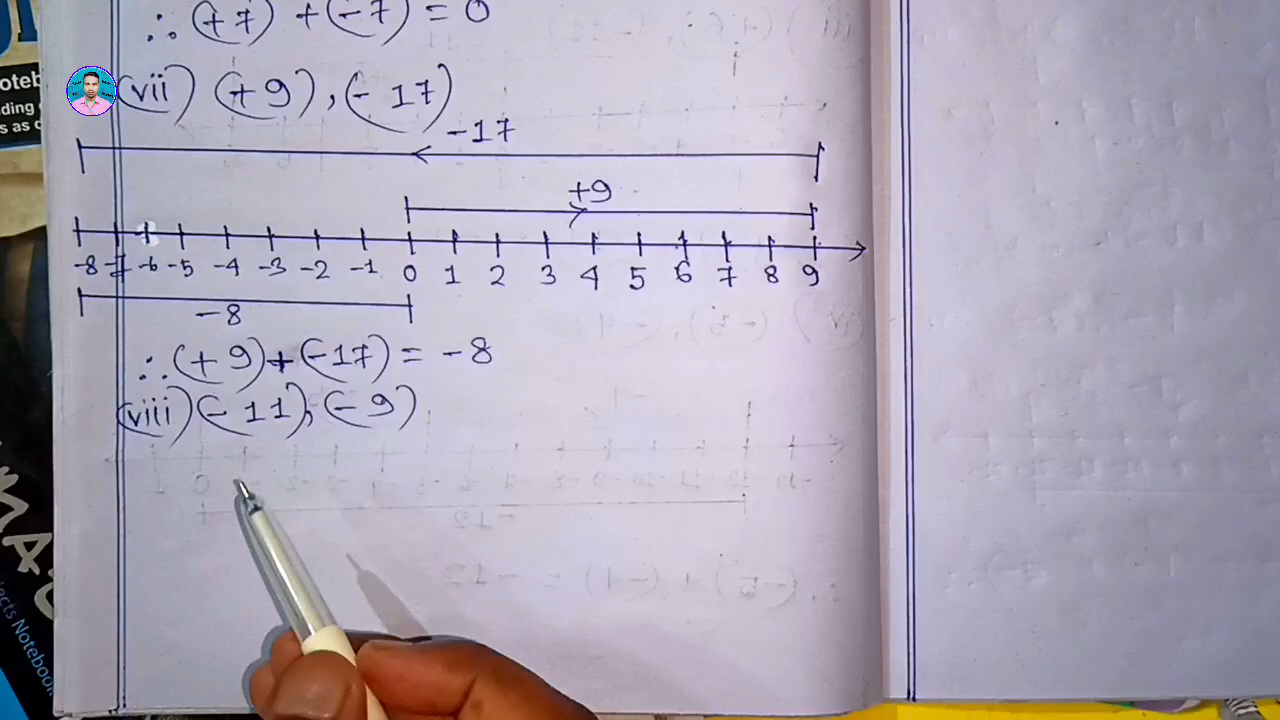 ∴ (+7) + (-7) = 0
(vii) (+9), (-17)
-17
+9
-8 -7 -6 -5 -4 -3 -2 -1 0 1 2 3 4 5 6 7 8 9
-8
∴ (+9) + (-17) = -8
(viii) (-11), (-9)